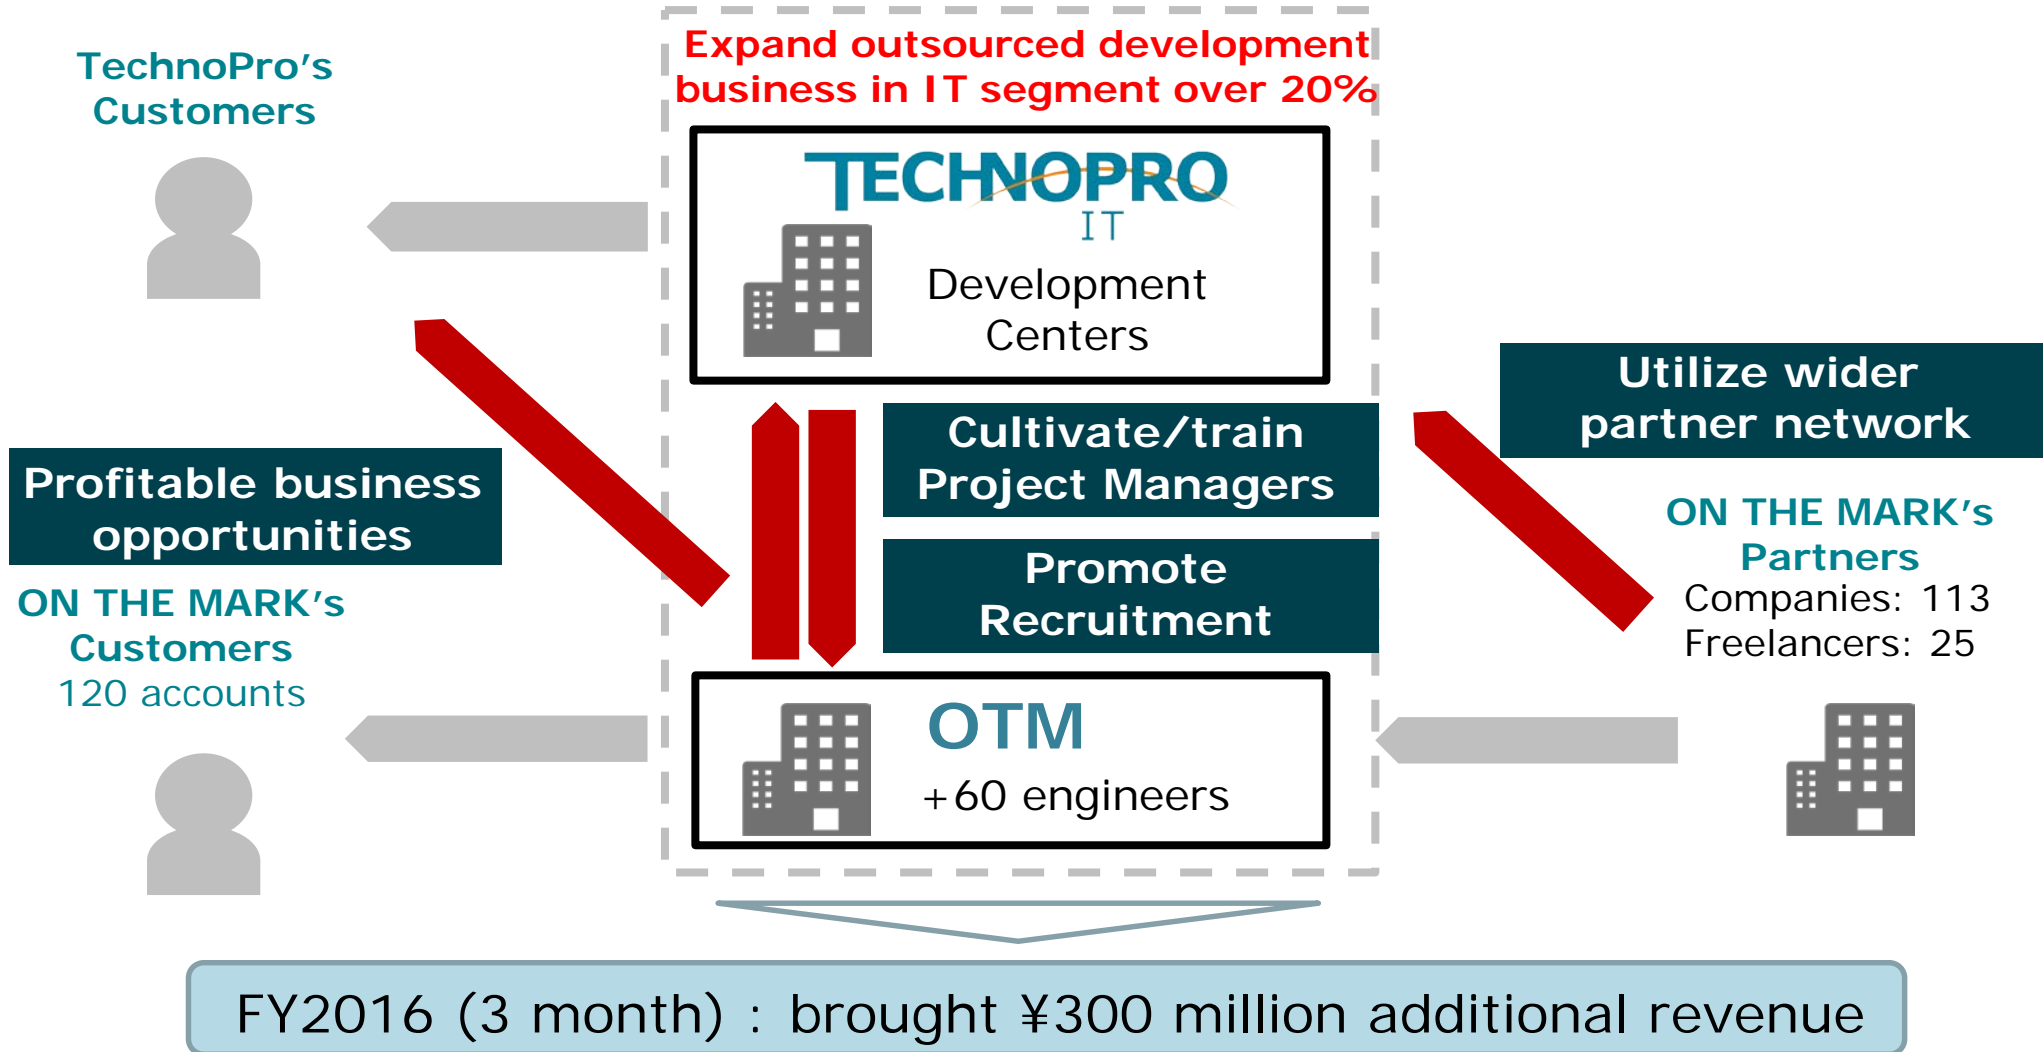 Expand outsourced development
business in IT segment over 20%
TechnoPro's
Customers
TECHNOPRO
IT
Development
Centers
Utilize wider
partner network
Cultivate/train
Project Managers
Profitable business
opportunities
Promote
Recruitment
ON THE MARK's
Partners
Companies: 113
Freelancers: 25
ON THE MARK's
Customers
120 accounts
OTM
+60 engineers
FY2016 (3 month) : brought ¥300 million additional revenue